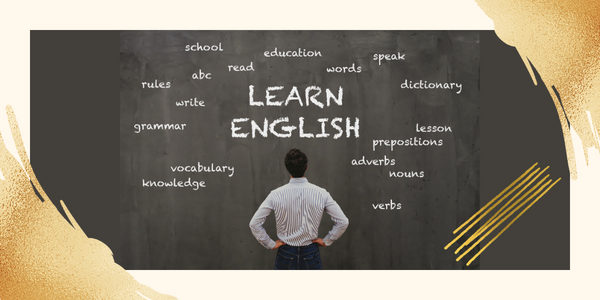 school
education
speak
read
words
abc
rules
dictionary
LEARN
write
ENGLISH
grammar
lesson
prepositions
adverbs
vocabulary
nouns
knowledge
verbs